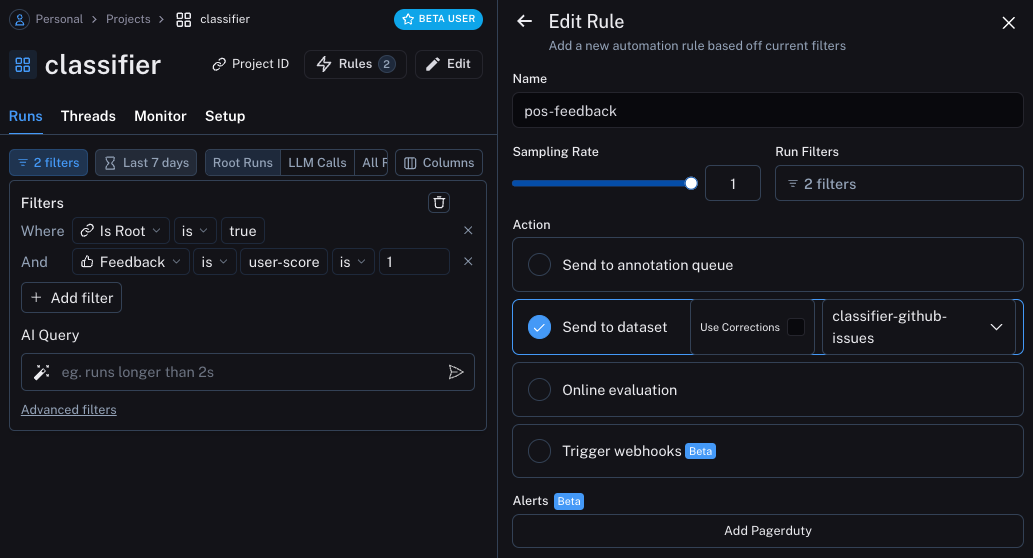 Personal > Projects > classifier
BETA USER
classifier
Project ID
Rules 2
Edit
Runs Threads Monitor Setup
2 filters
Last 7 days
Root Runs LLM Calls All
Columns
Filters
Where Is Root is true
And Feedback is user-score is 1
+ Add filter
AI Query
eg. runs longer than 2s
Advanced filters
Edit Rule
Add a new automation rule based off current filters
Name
pos-feedback
Sampling Rate
1
Run Filters
2 filters
Action
Send to annotation queue
Send to dataset
Use Corrections
classifier-github-
issues
Online evaluation
Trigger webhooks Beta
Alerts Beta
Add Pagerduty